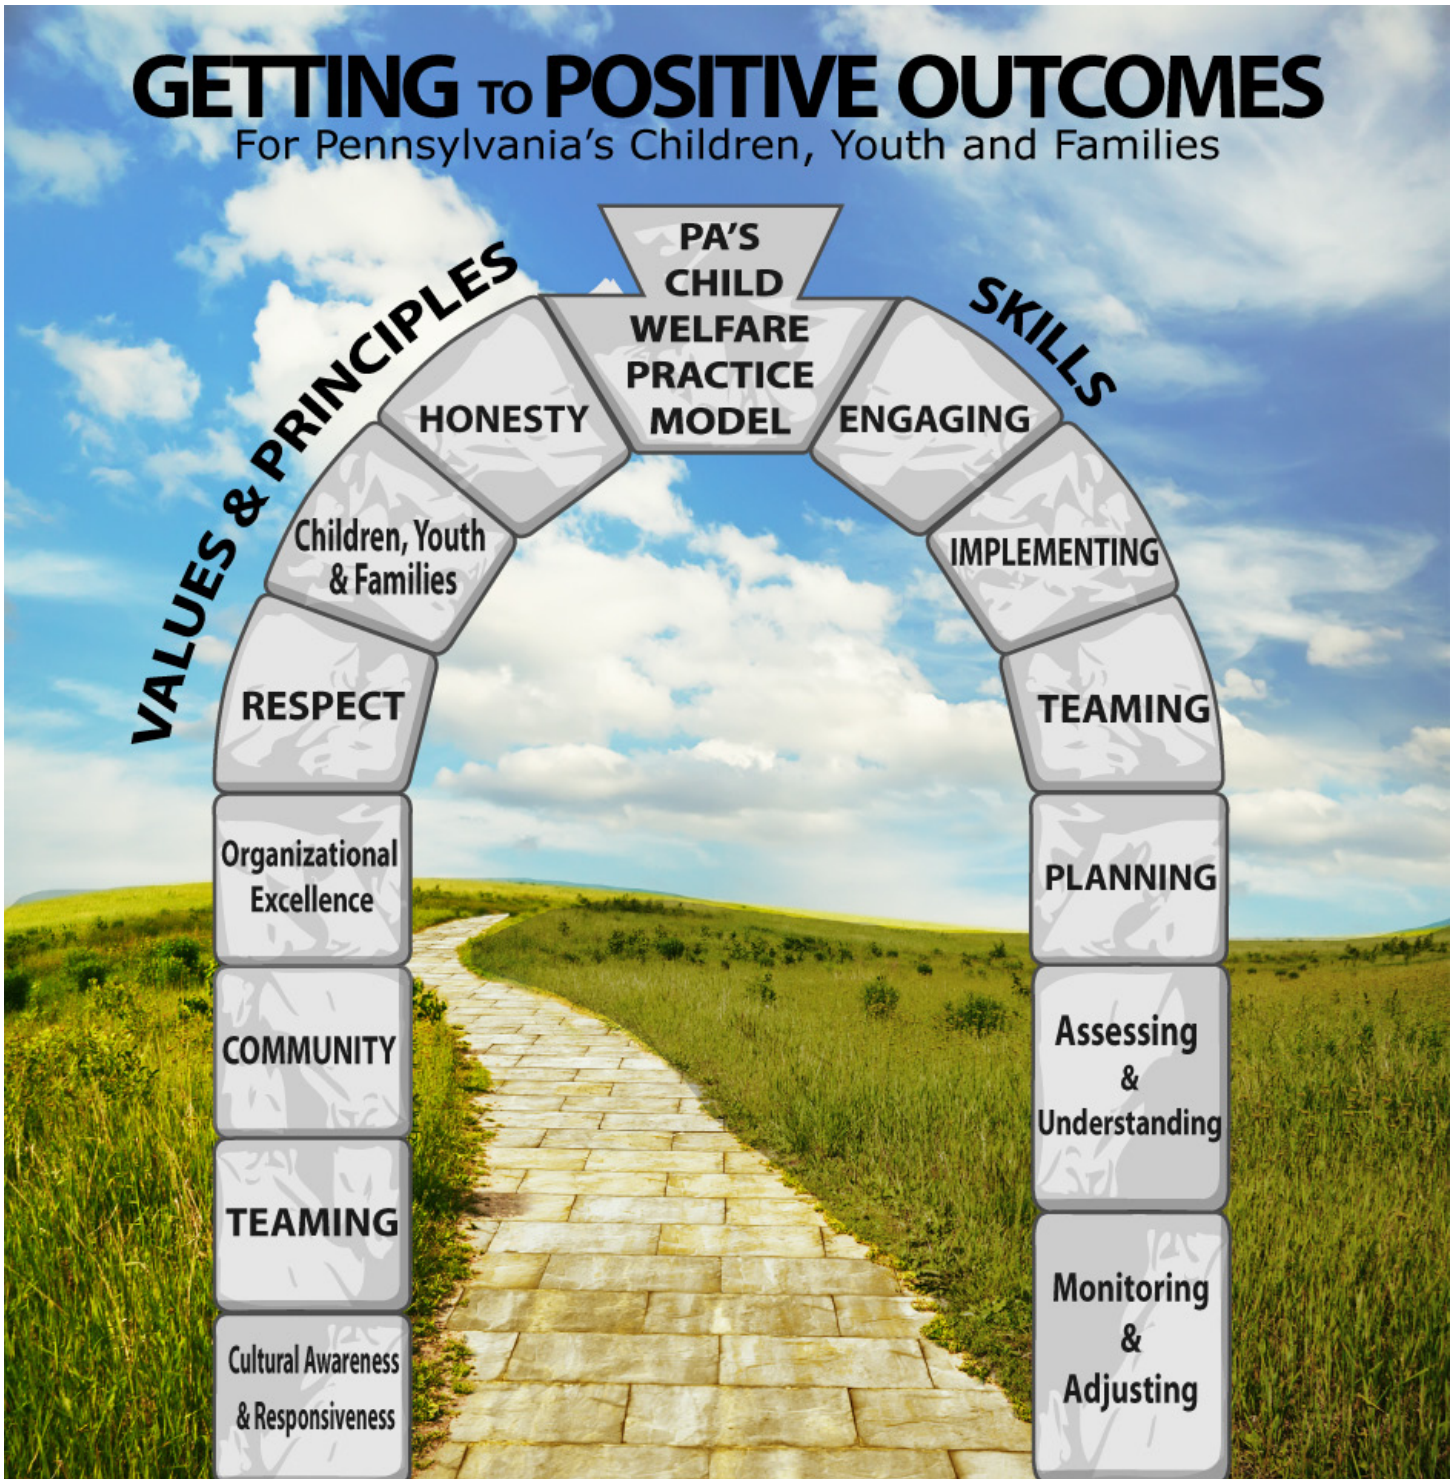 GETTING TO POSITIVE OUTCOMES
For Pennsylvania's Children, Youth and Families
VALUES & PRINCIPLES
SKILLS
PA'S
CHILD
WELFARE
PRACTICE
MODEL
HONESTY
Children, Youth
& Families
RESPECT
Organizational
Excellence
COMMUNITY
TEAMING
Cultural Awareness
& Responsiveness
ENGAGING
IMPLEMENTING
TEAMING
PLANNING
Assessing
&
Understanding
Monitoring
&
Adjusting